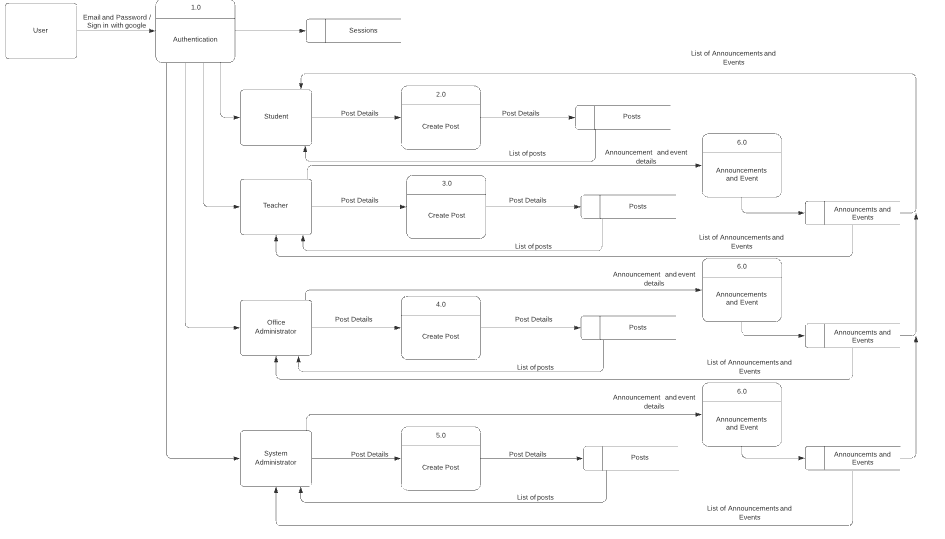 User
Email and Password /
Sign in with google
1.0
Authentication
Sessions
List of Announcements and
Events
Student
Post Details
2.0
Create Post
Post Details
Posts
List of posts
Announcement and event
details
6.0
Announcements
and Event
Teacher
Post Details
3.0
Create Post
Post Details
Posts
Announcemts and
Events
List of posts
List of Announcements and
Events
Announcement and event
details
6.0
Announcements
and Event
Office
Administrator
Post Details
4.0
Create Post
Post Details
Posts
Announcemts and
Events
List of posts
List of Announcements and
Events
Announcement and event
details
6.0
Announcements
and Event
System
Administrator
Post Details
5.0
Create Post
Post Details
Posts
Announcemts and
Events
List of posts
List of Announcements and
Events